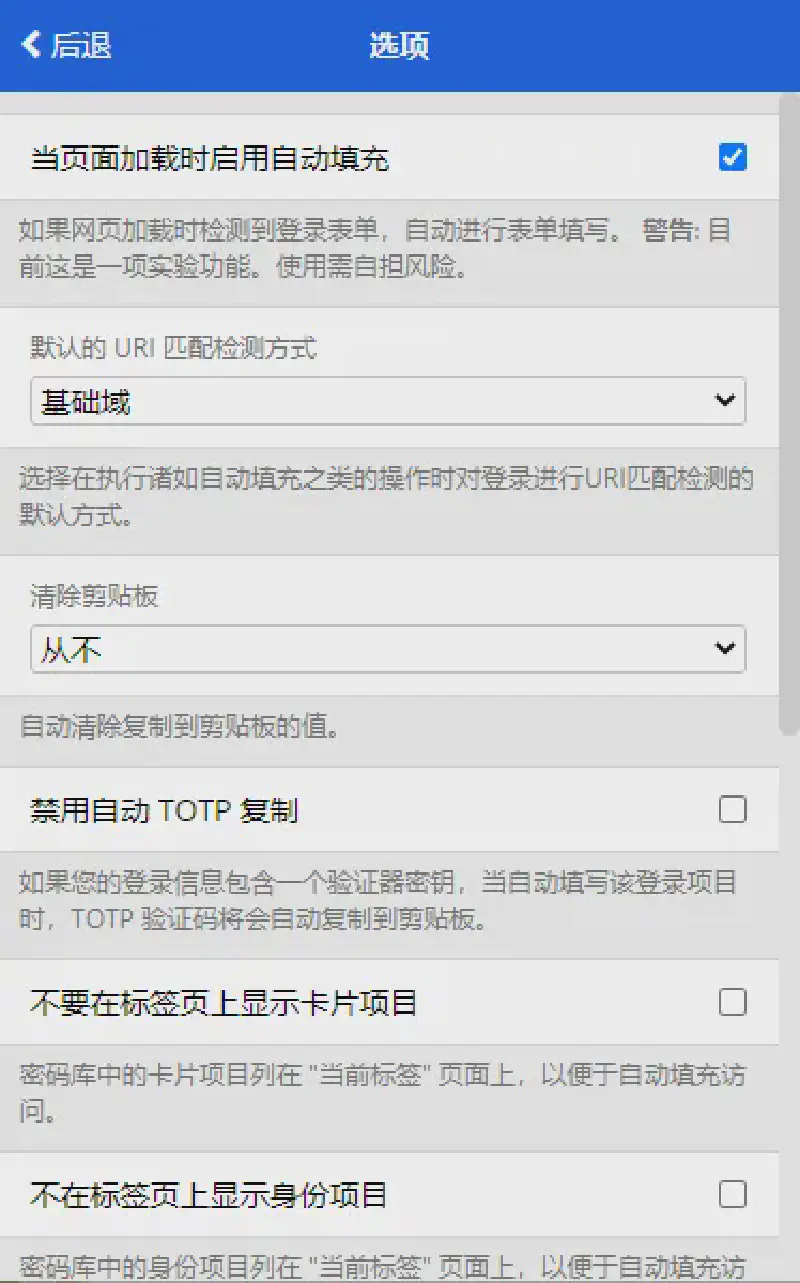 后退
选项
当页面加载时启用自动填充
如果网页加载时检测到登录表单，自动进行表单填写。 警告: 目
前这是一项实验功能。使用需自担风险。
默认的 URI 匹配检测方式
基础域
选择在执行诸如自动填充之类的操作时对登录进行URI匹配检测的
默认方式。
清除剪贴板
从不
自动清除复制到剪贴板的值。
禁用自动 TOTP 复制
如果您的登录信息包含一个验证器密钥，当自动填写该登录项目
时，TOTP 验证码将会自动复制到剪贴板。
不要在标签页上显示卡片项目
密码库中的卡片项目列在 "当前标签" 页面上，以便于自动填充访
问。
不在标签页上显示身份项目
密码库中的身份项目列在 "当前标签" 页面上，以便于自动填充访